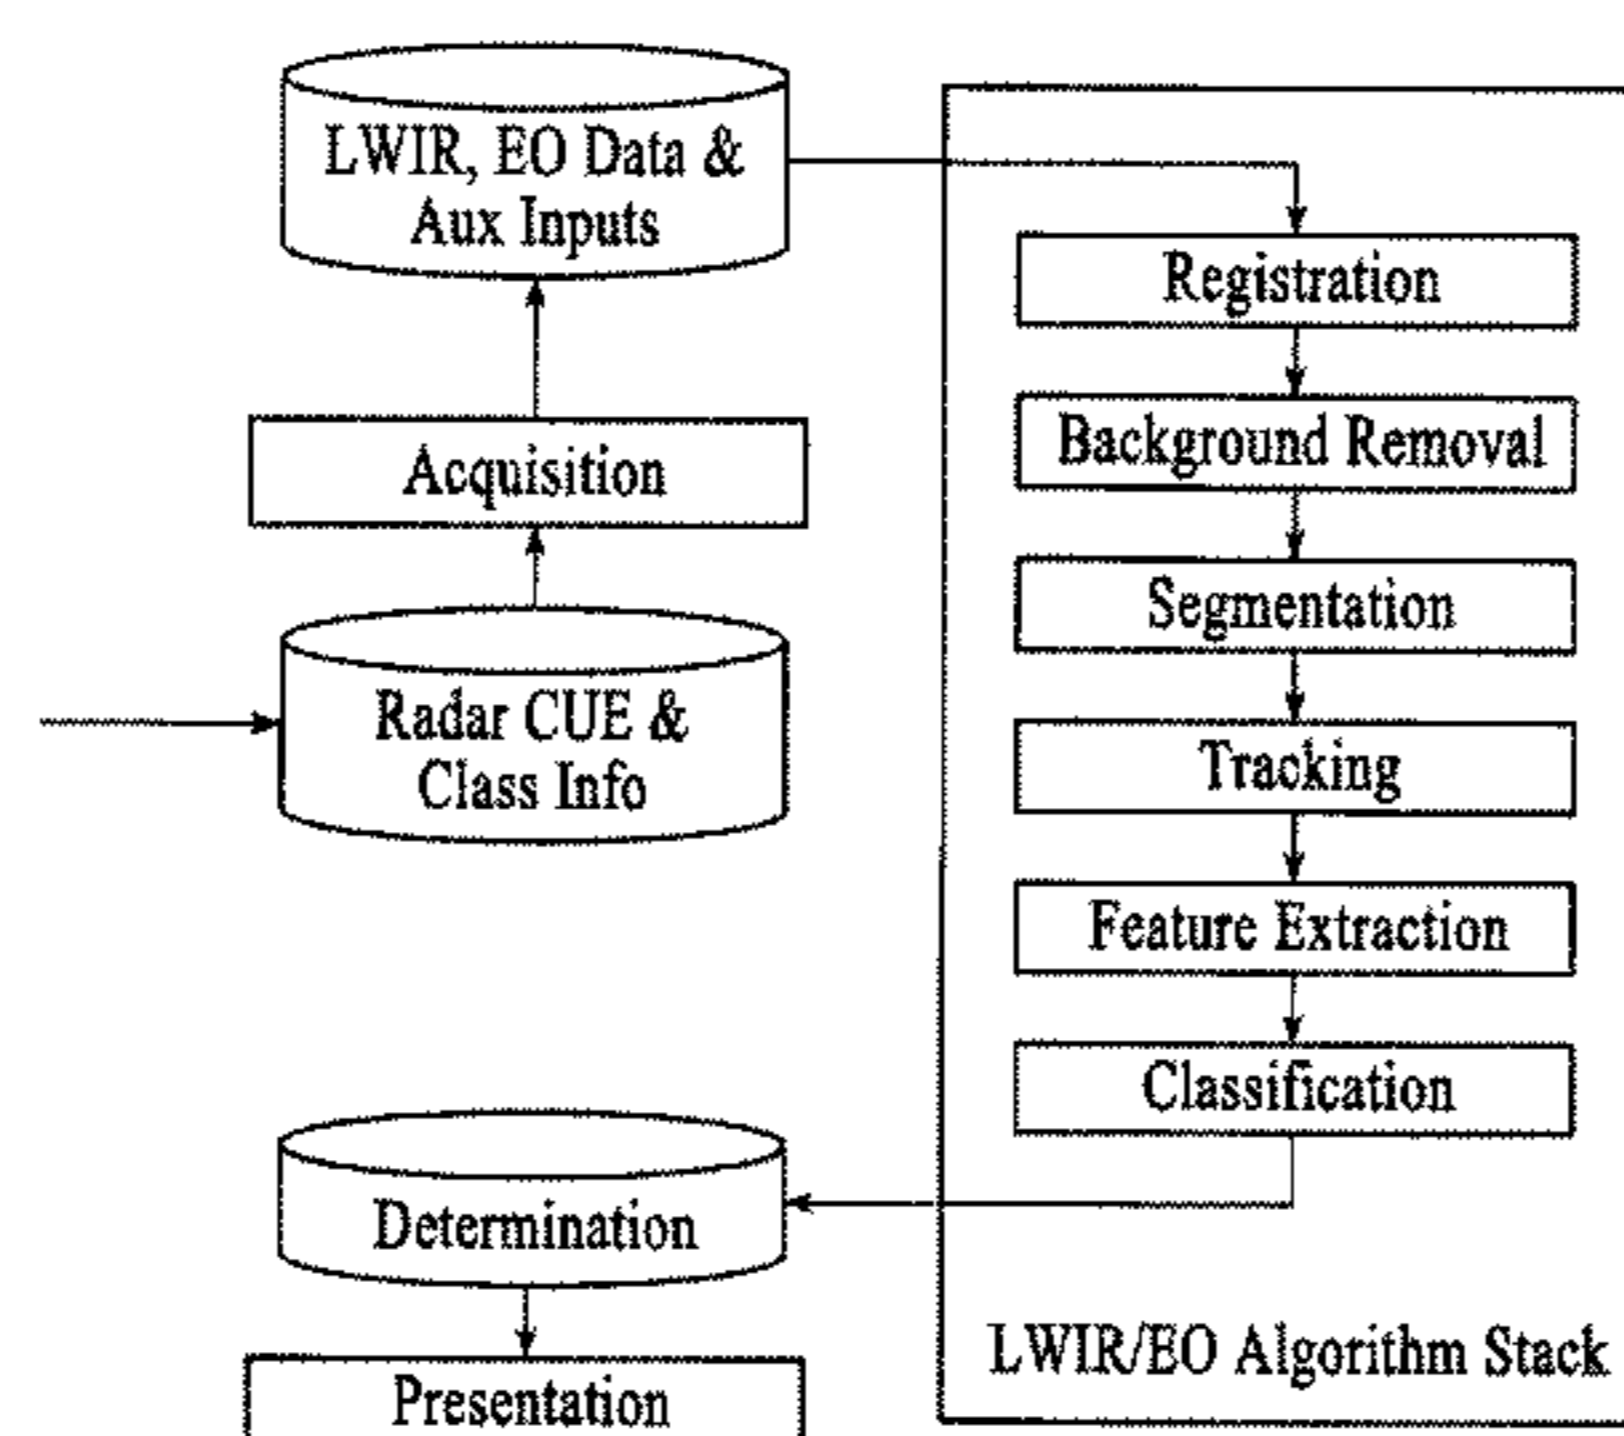 LWIR, EO Data &
Aux Inputs
Acquisition
Radar CUE &
Class Info
Determination
Presentation
Registration
Background Removal
Segmentation
Tracking
Feature Extraction
Classification
LWIR/EO Algorithm Stack